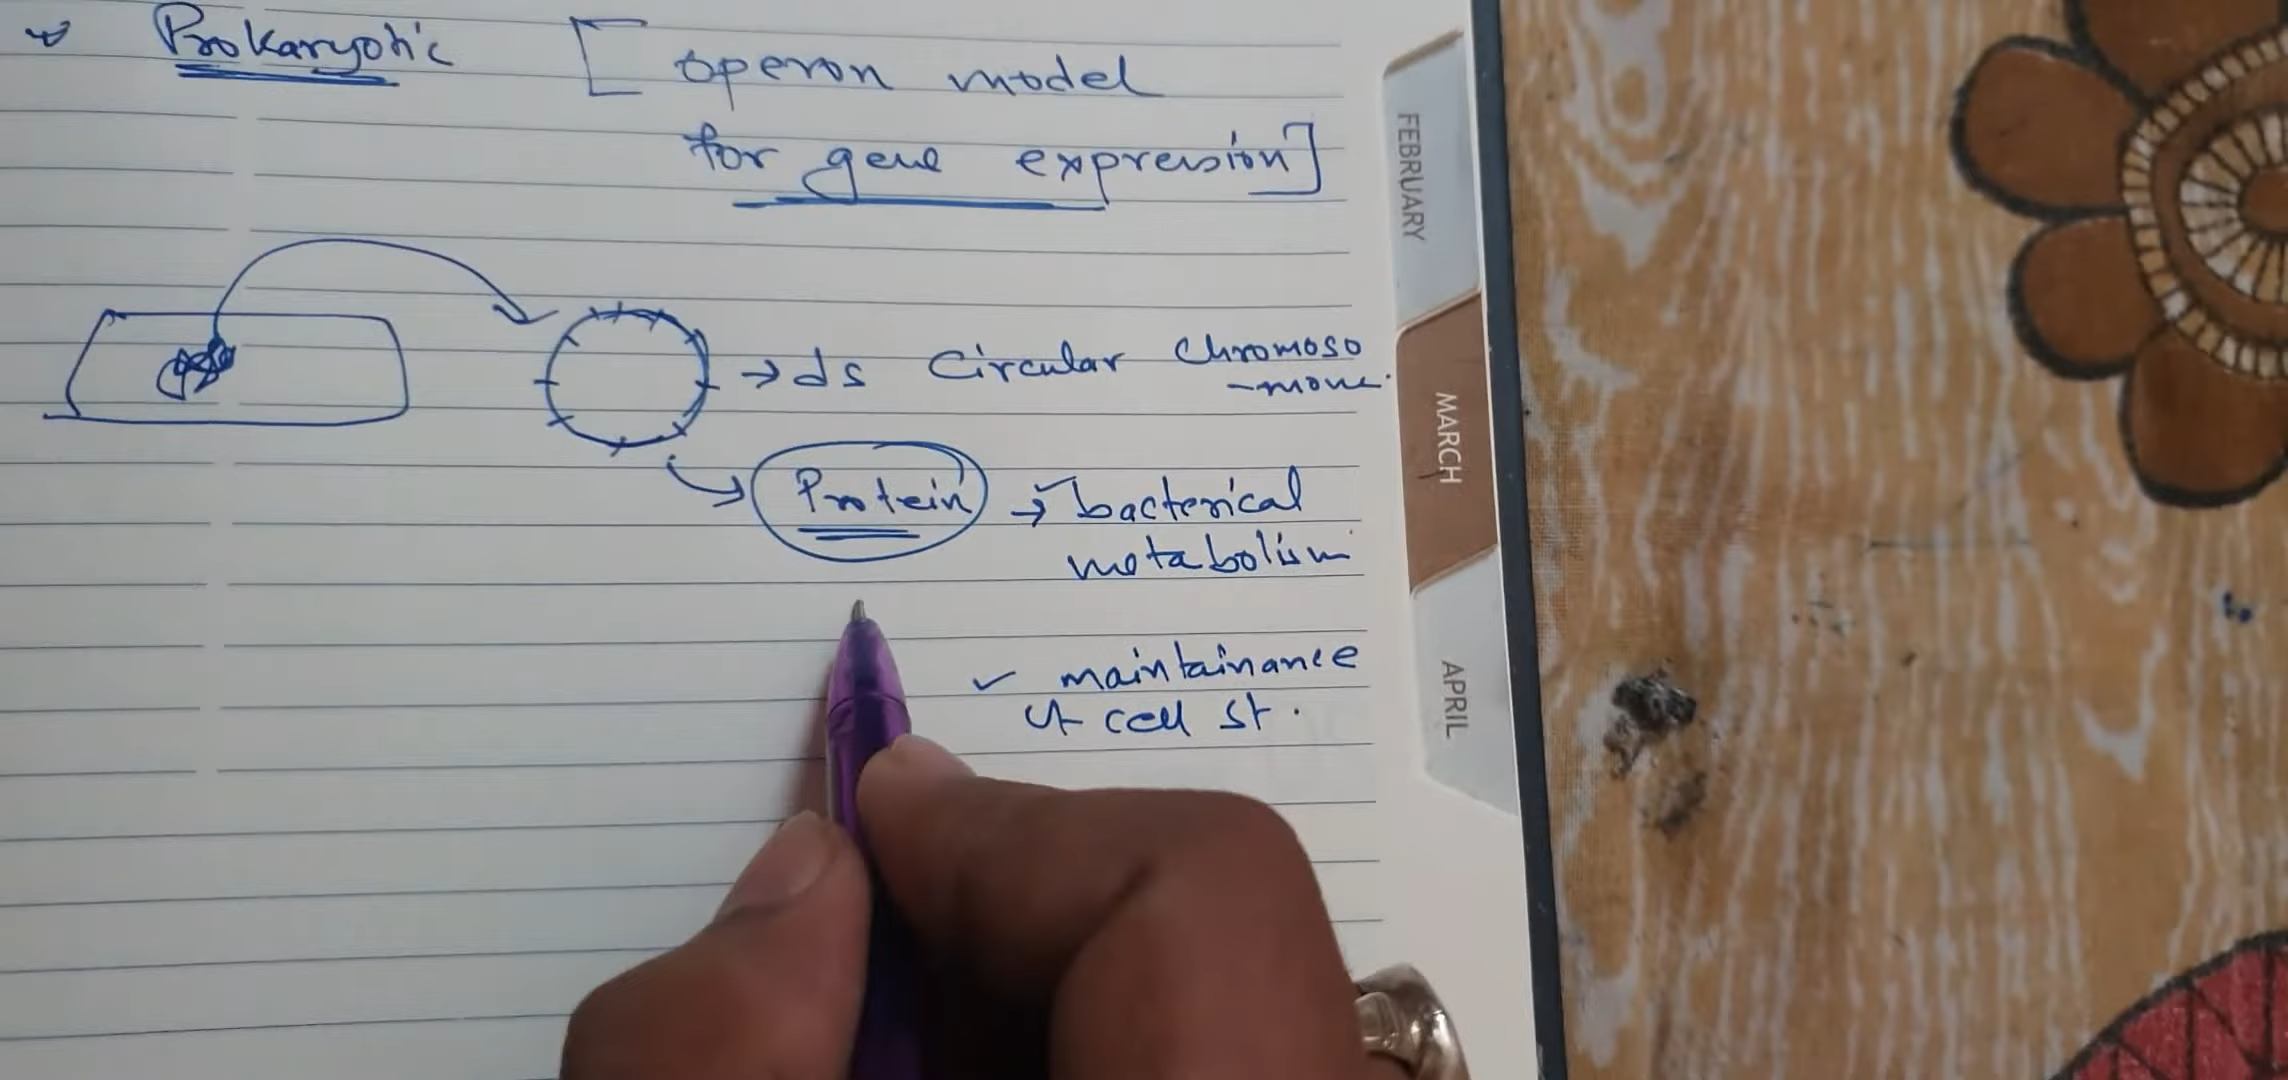 Prokaryotic [operon model
for gene expression]
→ ds Circular Chromoso
-mone.
Protein → bacterical
metabolism
✓ maintainance
of cell st.
FEBRUARY
MARCH
APRIL